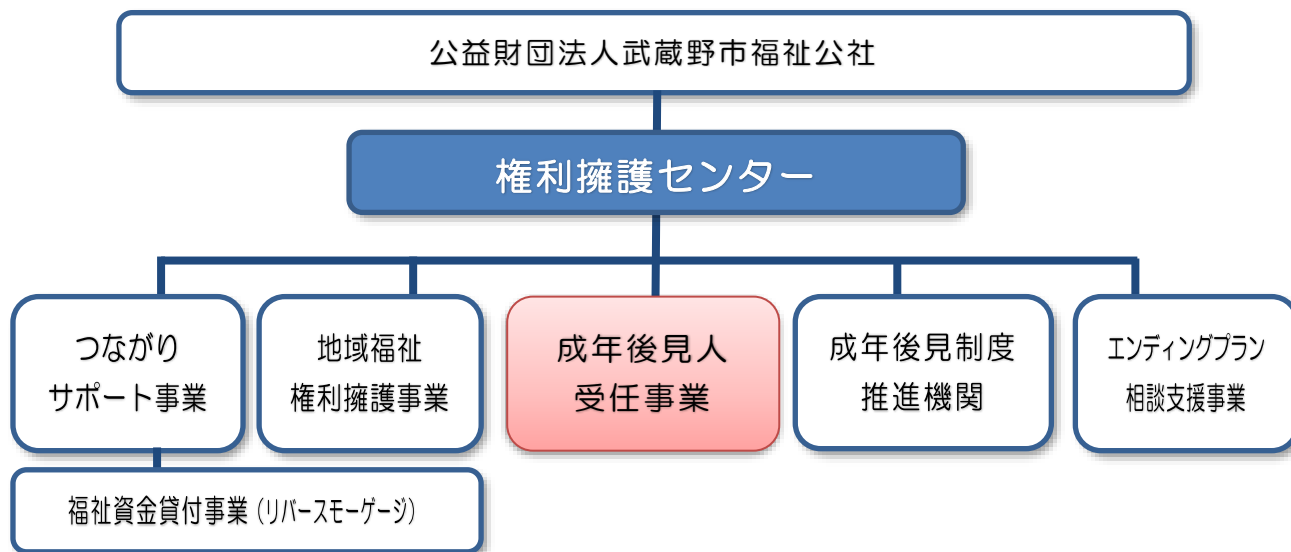 公益財団法人武蔵野市福祉公社
権利擁護センター
つながり
サポート事業
地域福祉
権利擁護事業
成年後見人
受任事業
成年後見制度
推進機関
エンディングプラン
相談支援事業
福祉資金貸付事業(リバースモーゲージ)